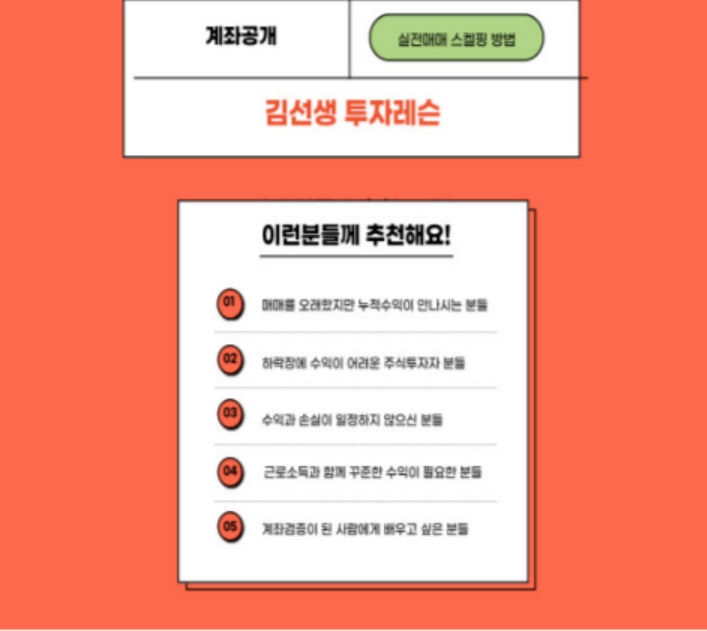 계좌공개
실전매매 스켈핑 방법
김선생 투자레슨
이런분들께 추천해요!
01 매매를 오래했지만 누적수익이 안나시는 분들
02 하락장에 수익이 어려운 주식투자자 분들
03 수익과 손실이 일정하지 않으신 분들
04 근로소득과 함께 꾸준한 수익이 필요한 분들
05 계좌검증이 된 사람에게 배우고 싶은 분들